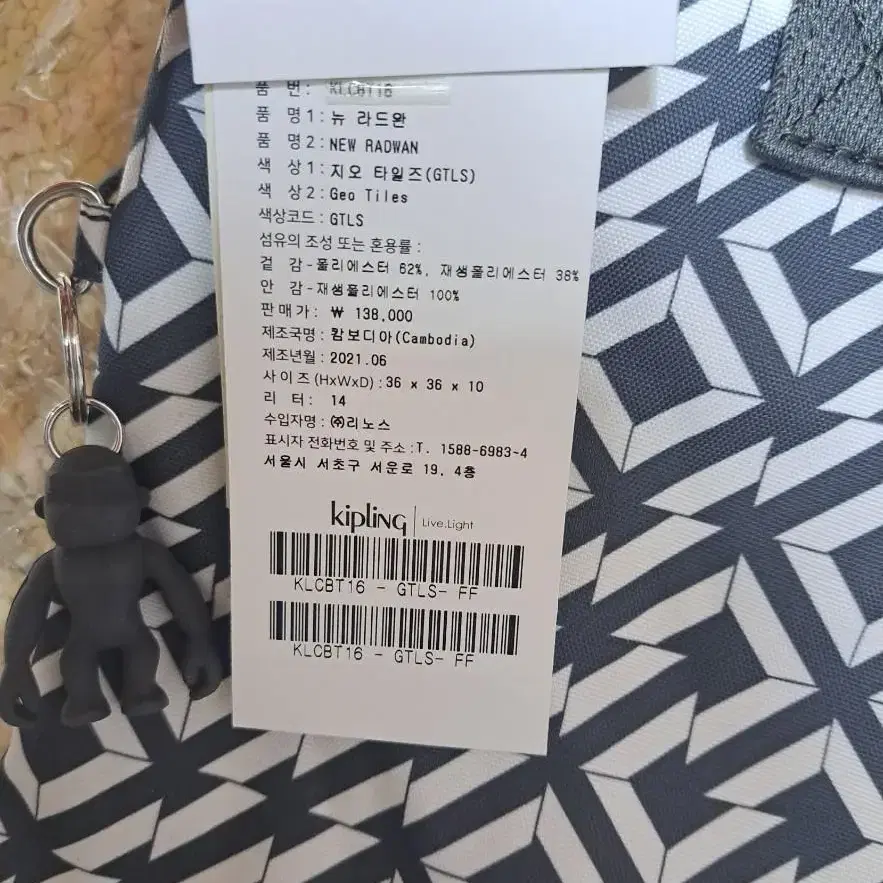 품 번: KLCBT16
품 명1: 뉴 라드완
품 명2: NEW RADWAN
색 상1: 지오 타일즈(GTLS)
색 상2: Geo Tiles
색상코드: GTLS
섬유의 조성 또는 혼용률:
겉 감-폴리에스터 62%, 재생폴리에스터 38%
안 감-재생폴리에스터 100%
판 매 가: ₩ 138,000
제조국명: 캄보디아(Cambodia)
제조년월: 2021.06
사 이 즈 (HxWxD) : 36 x 36 x 10
리 터: 14
수입자명: ㈜리노스
표시자 전화번호 및 주소: T. 1588-6983~4
서울시 서초구 서운로 19, 4층
kipling | Live.Light
KLCBT16 - GTLS- FF
KLCBT16 - GTLS- FF